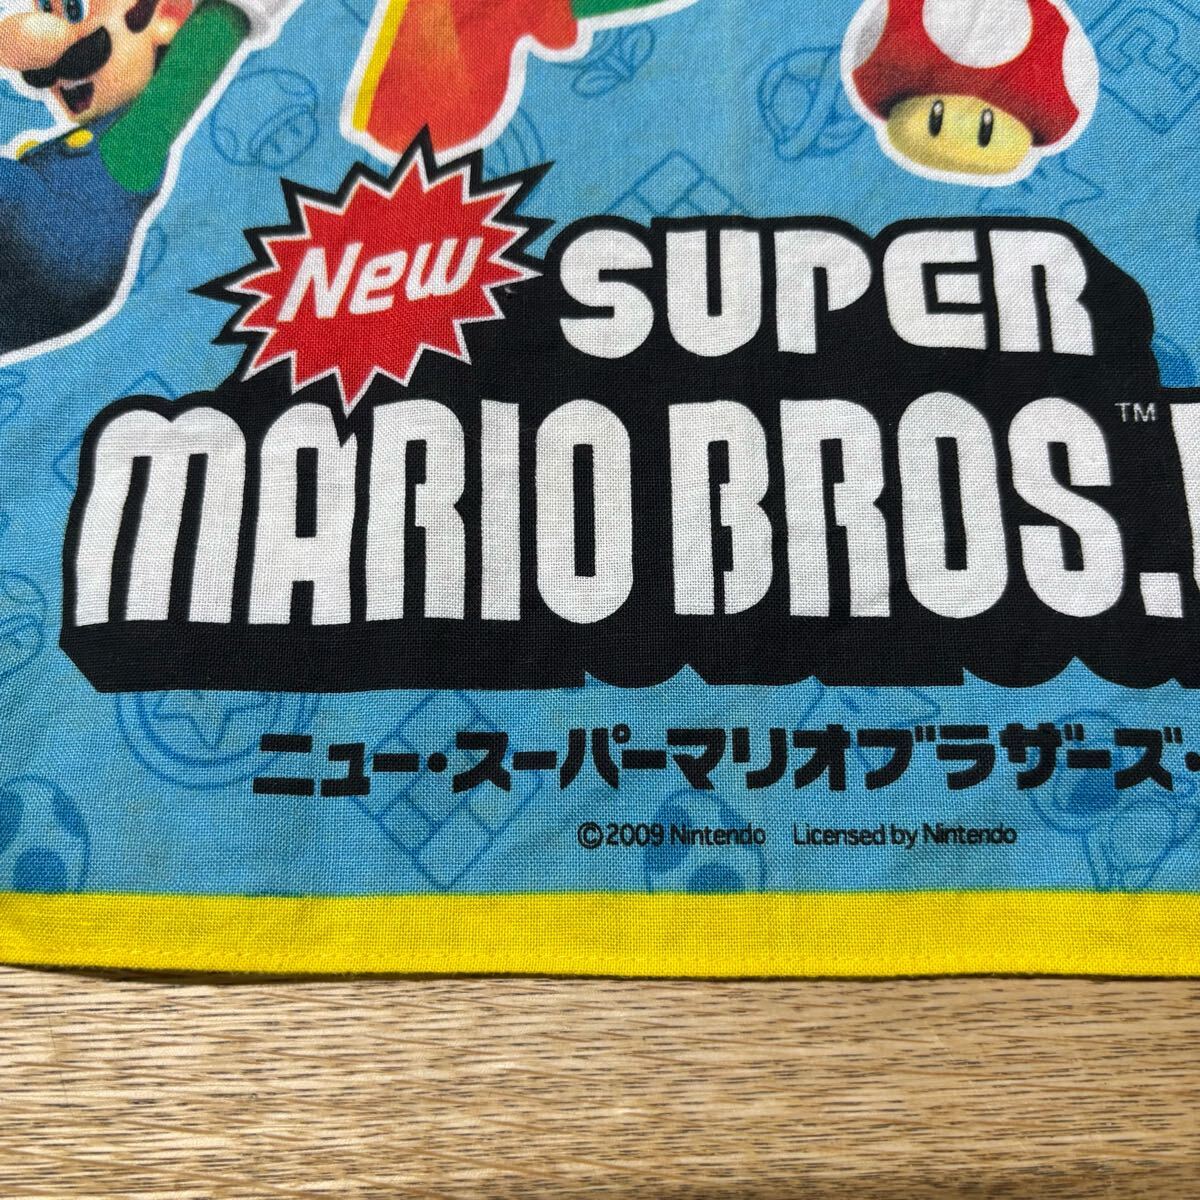 New SUPER
MARIO BROS.™
ニュー・スーパーマリオブラザーズ・
©2009 Nintendo Licensed by Nintendo